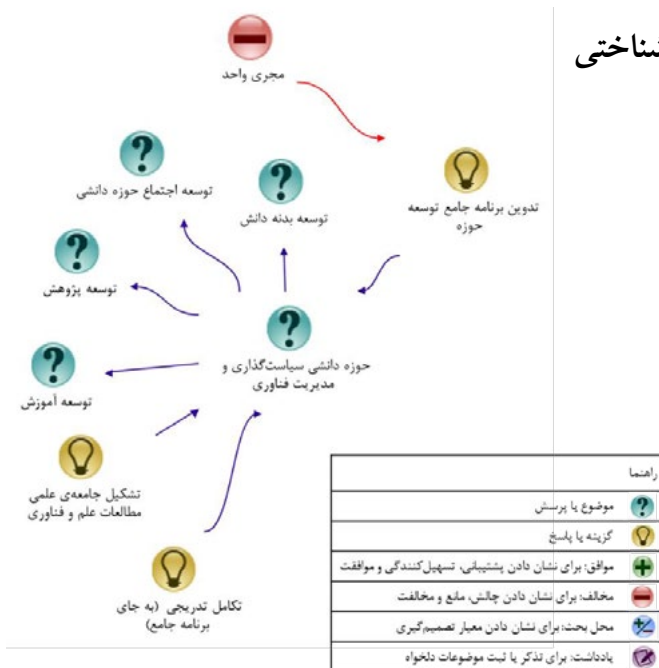 شناختی
مجری واحد
توسعه اجتماع حوزه دانشی
توسعه بدنه دانش
تدوین برنامه جامع توسعه
حوزه
توسعه پژوهش
حوزه دانشی سیاست‌گذاری و
مدیریت فناوری
توسعه آموزش
تشکیل جامعه‌ی علمی
مطالعات علم و فناوری
تکامل تدریجی (به جای
برنامه جامع)
راهنما
موضوع یا پرسش
گزینه یا پاسخ
موافق: برای نشان دادن پشتیبانی، تسهیل‌کنندگی و موافقت
مخالف: برای نشان دادن چالش، مانع و مخالفت
محل بحث: برای نشان دادن معیار تصمیم‌گیری
یادداشت: برای تذکر یا ثبت موضوعات دلخواه